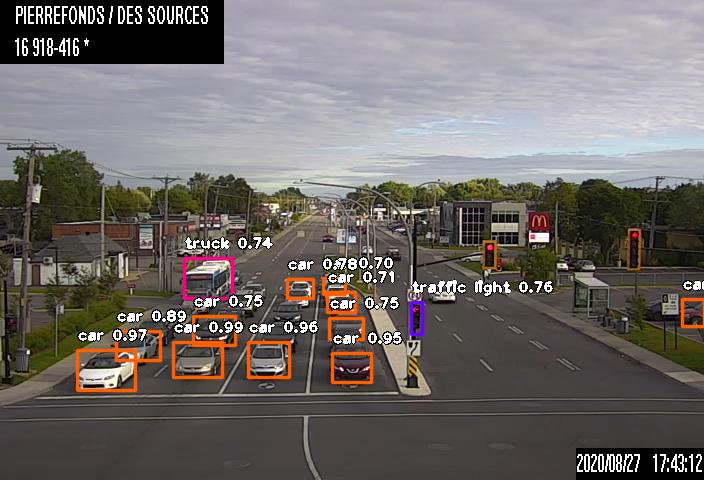 PIERREFONDS / DES SOURCES
16 918-416 *
truck 0.74
car 0.78
0.70
car 0.71
car 0.75
car 0.75
traffic light 0.76
car 0.89
car 0.97
car 0.99
car 0.96
car 0.95
car
2020/08/27 17:43:12